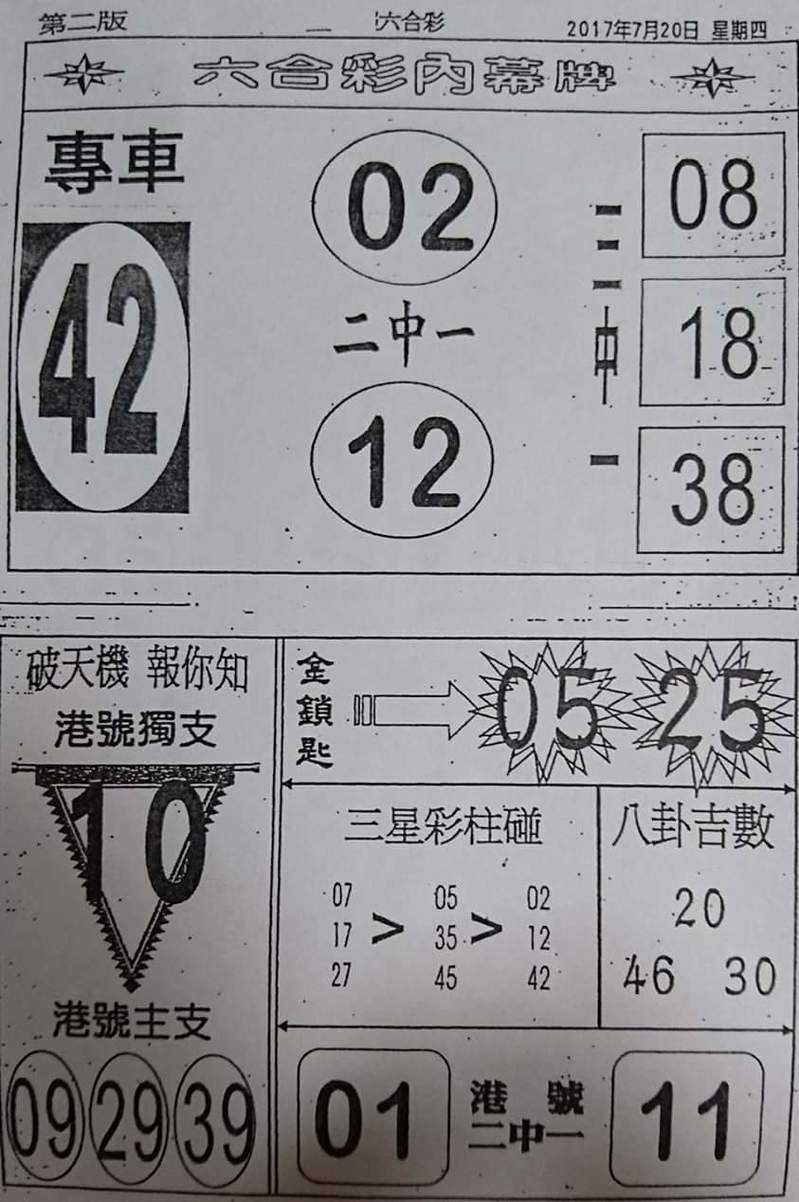 第二版
六合彩
2017年7月20日 星期四
六合彩內幕牌
專車
42
02
二中一
12
三中一
08
18
38
破天機 報你知
港號獨支
10
港號主支
09 29 39
金鎖匙
05 25
三星彩柱碰
07 05 02
17 > 35 > 12
27 45 42
八卦吉數
20
46 30
01
港號
二中一
11